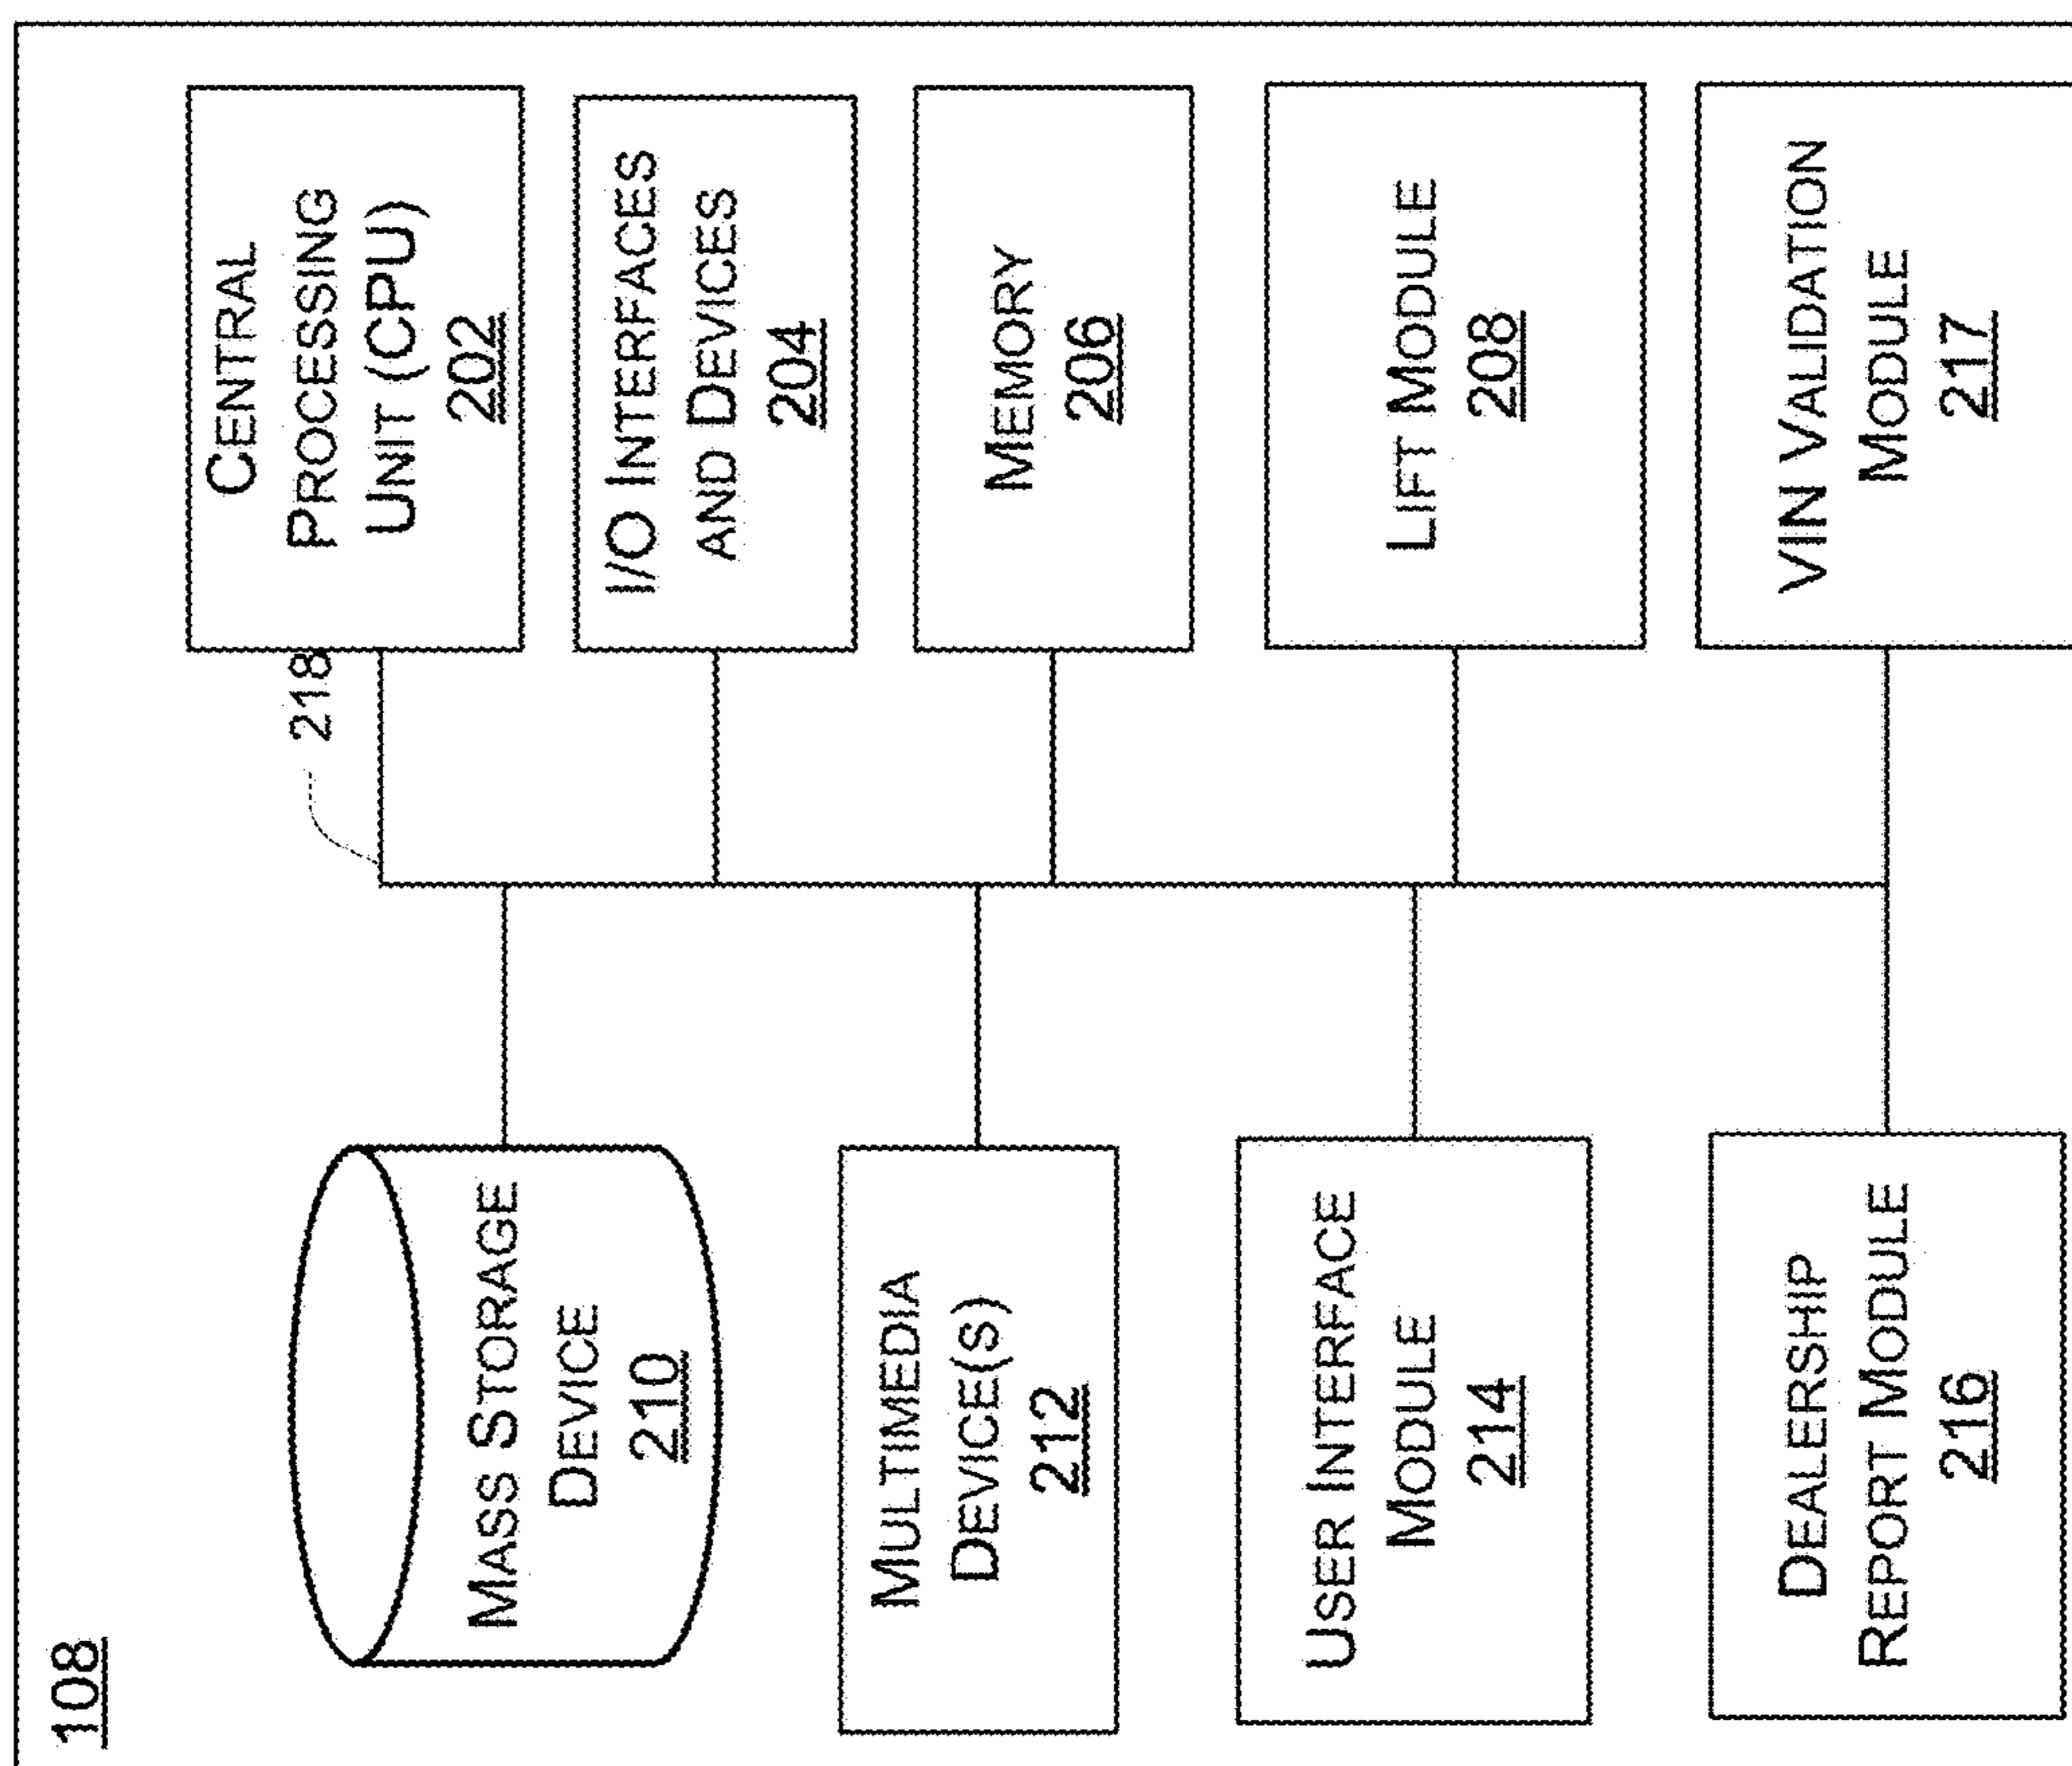 108
MASS STORAGE
DEVICE
210
MULTIMEDIA
DEVICE(S)
212
USER INTERFACE
MODULE
214
DEALERSHIP
REPORT MODULE
216
218
CENTRAL
PROCESSING
UNIT (CPU)
202
I/O INTERFACES
AND DEVICES
204
MEMORY
206
LIFT MODULE
208
VIN VALIDATION
MODULE
217